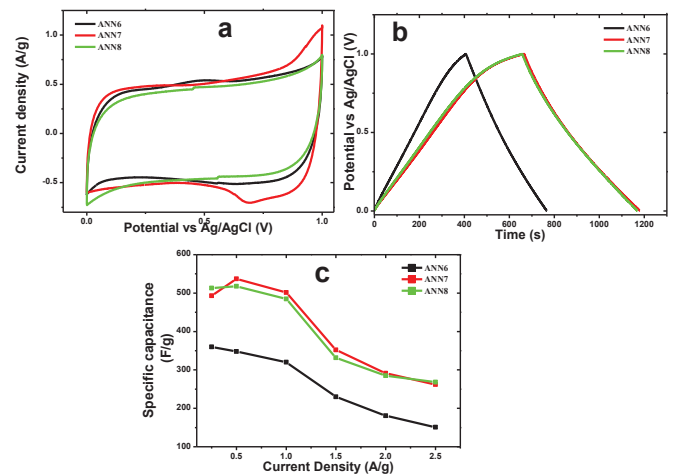 a
ANN6
ANN7
ANN8
Current density (A/g)
1.0
0.5
0.0
-0.5
0.0
0.5
1.0
Potential vs Ag/AgCl (V)
b
ANN6
ANN7
ANN8
Potential vs Ag/AgCl (V)
1.0
0.5
0.0
0
200
400
600
800
1000
1200
Time (s)
c
ANN6
ANN7
ANN8
Specific capacitance
(F/g)
600
500
400
300
200
100
0.5
1.0
1.5
2.0
2.5
Current Density (A/g)